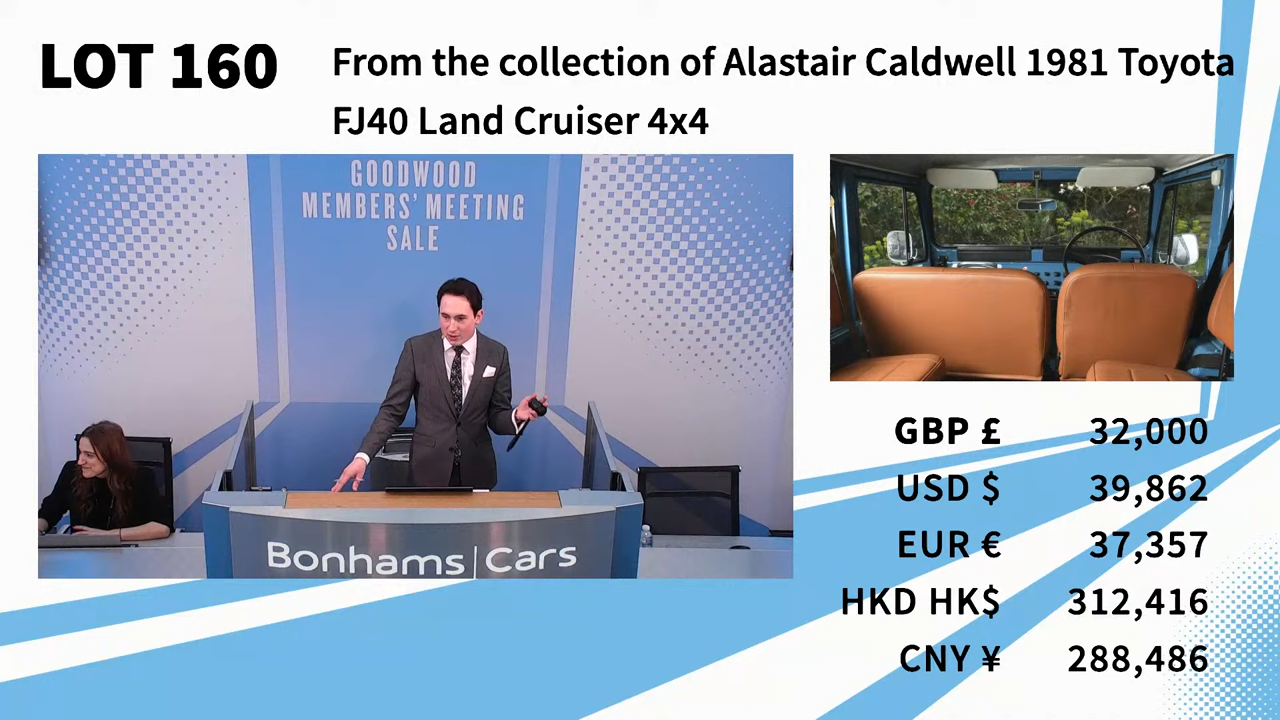 LOT 160
From the collection of Alastair Caldwell 1981 Toyota
FJ40 Land Cruiser 4x4
GOODWOOD
MEMBERS' MEETING
SALE
Bonhams|Cars
GBP £ 32,000
USD $ 39,862
EUR € 37,357
HKD HK$ 312,416
CNY ¥ 288,486